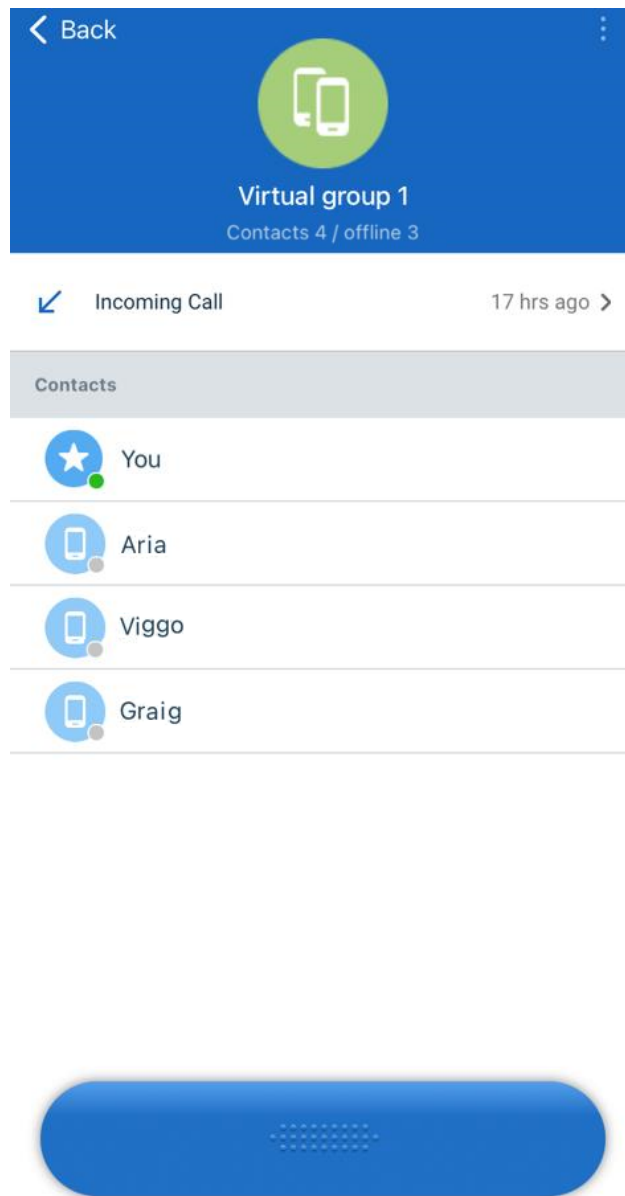 Back
Virtual group 1
Contacts 4 / offline 3
Incoming Call 17 hrs ago
Contacts
You
Aria
Viggo
Graig